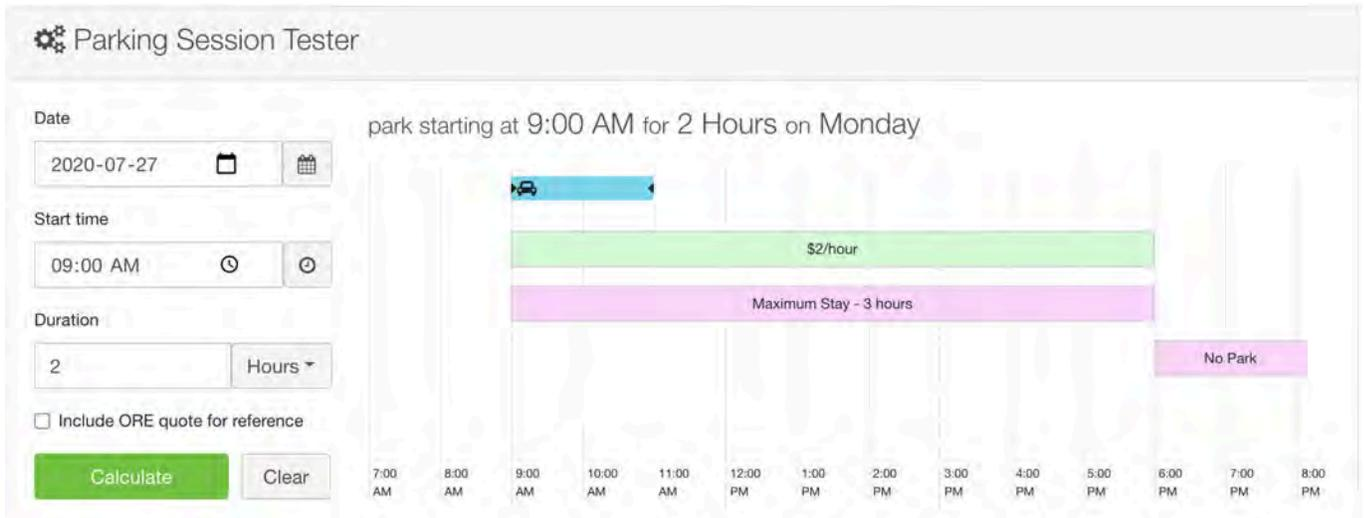 Parking Session Tester
Date
2020-07-27
Start time
09:00 AM
Duration
2
Hours
Include ORE quote for reference
Calculate
Clear
park starting at 9:00 AM for 2 Hours on Monday
$2/hour
Maximum Stay - 3 hours
No Park
7:00 8:00 9:00 10:00 11:00 12:00 1:00 2:00 3:00 4:00 5:00 6:00 7:00 8:00
AM AM AM AM AM PM PM PM PM PM PM PM PM PM